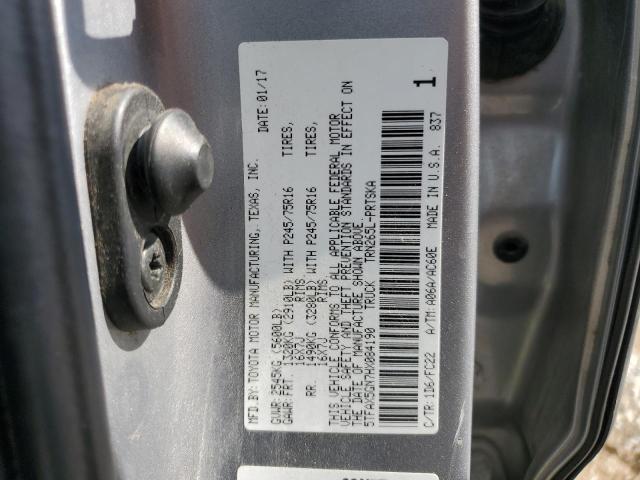 MFD.BY: TOYOTA MOTOR MANUFACTURING, TEXAS, INC. DATE: 01/17
GVWR: 2545KG (5600LB)
GAWR: FRT. 1320KG (2910LB) WITH P245/75R16 TIRES,
16X7J RIMS
RR. 1490KG (3280LB) WITH P245/75R16 TIRES,
16X7J RIMS
THIS VEHICLE CONFORMS TO ALL APPLICABLE FEDERAL MOTOR
VEHICLE SAFETY AND THEFT PREVENTION STANDARDS IN EFFECT ON
THE DATE OF MANUFACTURE SHOWN ABOVE.
5TFAX5GN7HX084190 TRUCK TRN265L-PRTSKA
C/TR: 1D6/FC22 A/TM: A06A/AC60E MADE IN U.S.A. 837
1